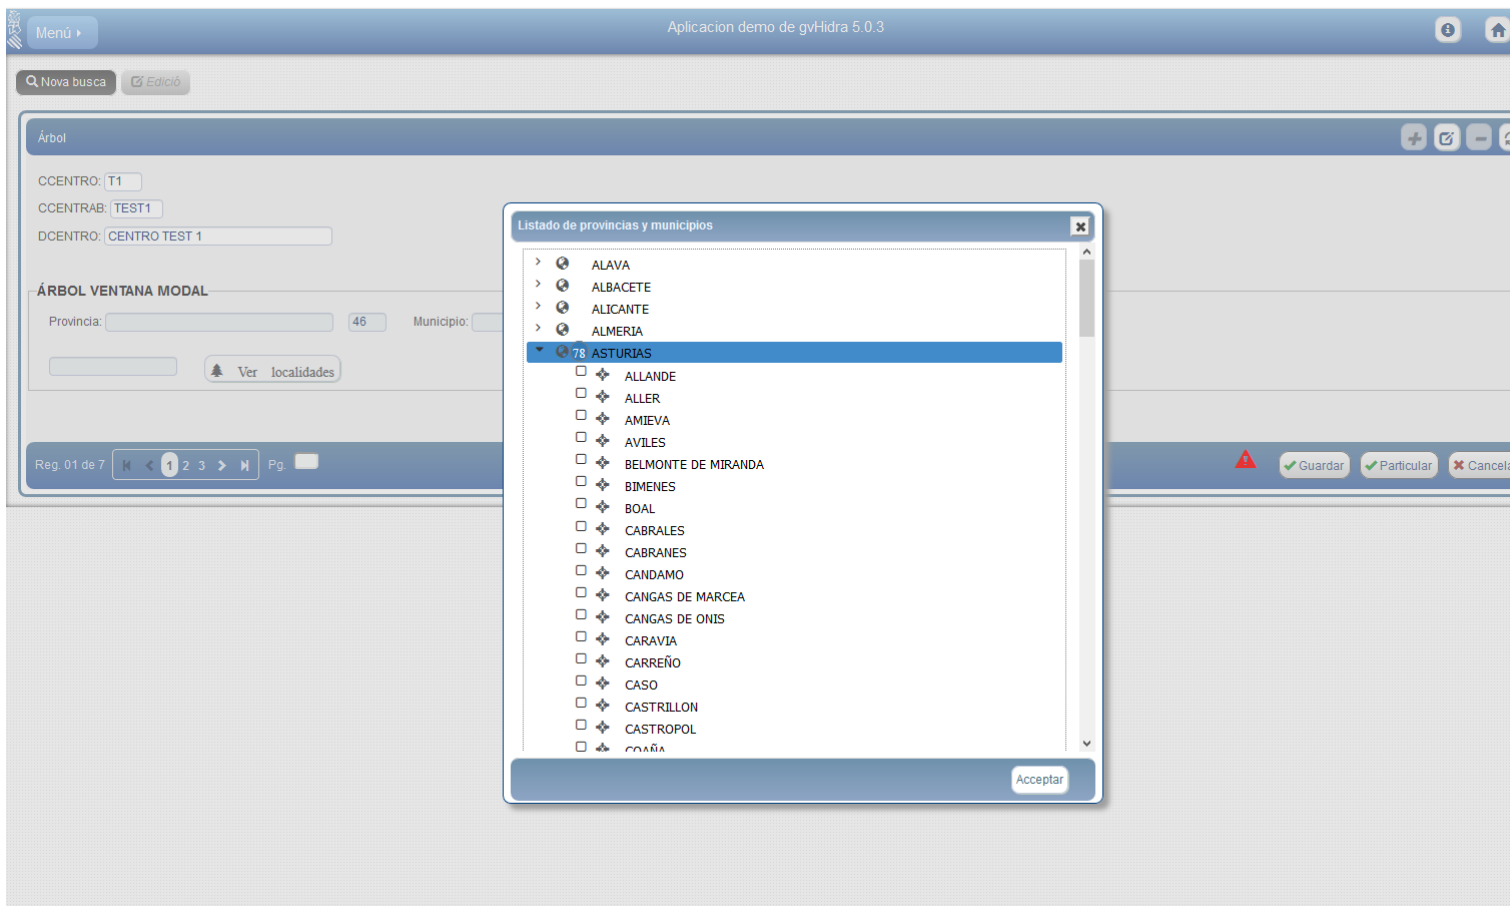 Menú
Aplicacion demo de gvHidra 5.0.3
Nova busca
Edició
Árbol
CCENTRO: T1
CCENTRAB: TEST1
DCENTRO: CENTRO TEST 1
ÁRBOL VENTANA MODAL
Provincia: 46 Municipio:
Ver localidades
Reg. 01 de 7 1 2 3 Pg.
Guardar
Particular
Cancela
Listado de provincias y municipios
ALAVA
ALBACETE
ALICANTE
ALMERIA
78 ASTURIAS
ALLANDE
ALLER
AMIEVA
AVILES
BELMONTE DE MIRANDA
BIMENES
BOAL
CABRALES
CABRANES
CANDAMO
CANGAS DE MARCEA
CANGAS DE ONIS
CARAVIA
CARREÑO
CASO
CASTRILLON
CASTROPOL
COAÑA
Acceptar